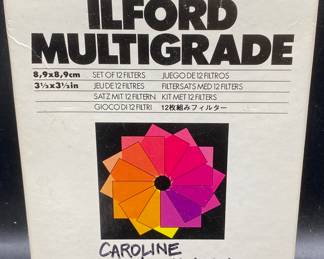 ILFORD
MULTIGRADE
8,9x8,9cm SET OF 12 FILTERS JUEGO DE 12 FILTROS
3½x3½in JEU DE 12 FILTRES FILTERSATS MED 12 FILTERS
SATZ MIT 12 FILTERN KIT MET 12 FILTERS
GIOCO DI 12 FILTRI 12枚組みフィルター
CAROLINE